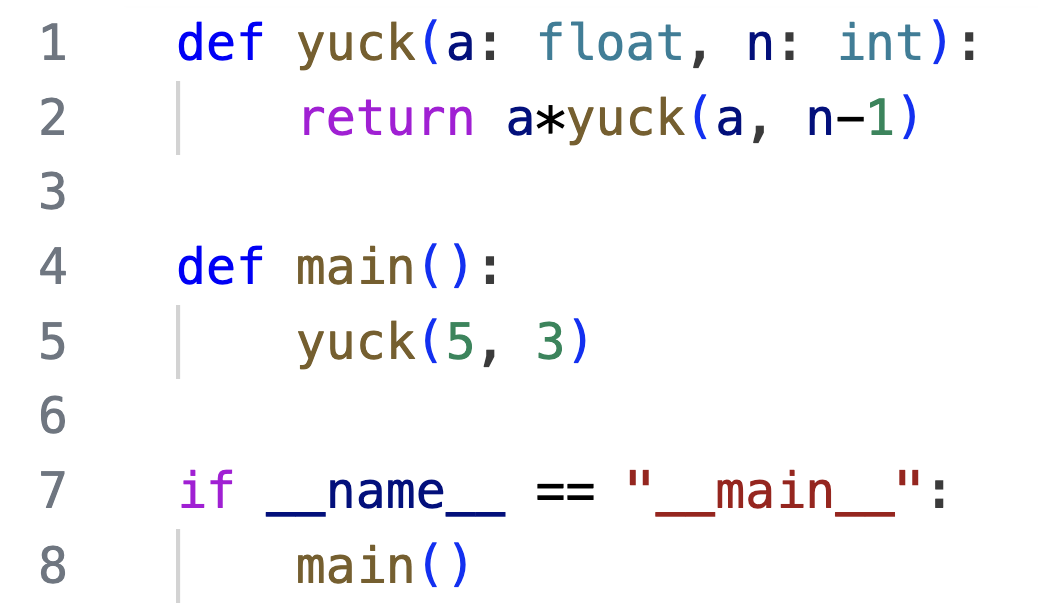 1 def yuck(a: float, n: int):
2     return a*yuck(a, n-1)
3
4 def main():
5     yuck(5, 3)
6
7 if __name__ == "__main__":
8     main()